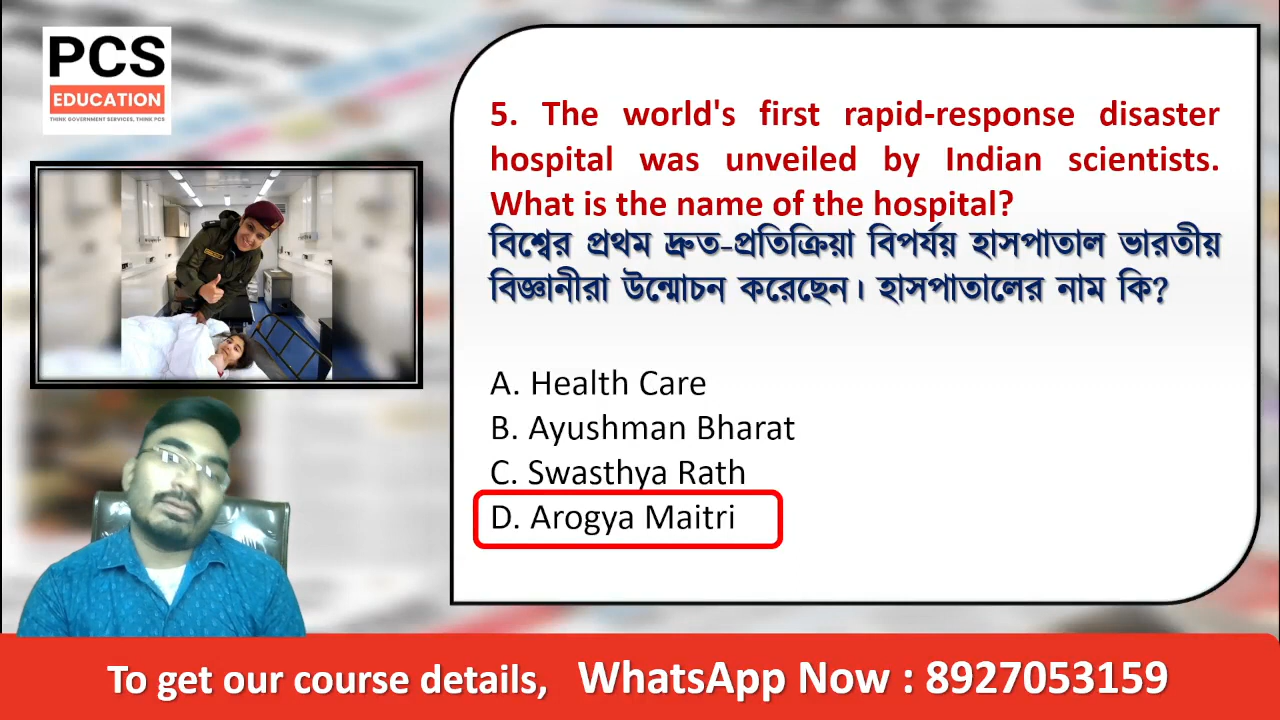 PCS
EDUCATION
THINK GOVERNMENT SERVICES, THINK PCS
5. The world's first rapid-response disaster
hospital was unveiled by Indian scientists.
What is the name of the hospital?
বিশ্বের প্রথম দ্রুত-প্রতিক্রিয়া বিপর্যয় হাসপাতাল ভারতীয়
বিজ্ঞানীরা উন্মোচন করেছেন। হাসপাতালের নাম কি?
A. Health Care
B. Ayushman Bharat
C. Swasthya Rath
D. Arogya Maitri
To get our course details, WhatsApp Now : 8927053159